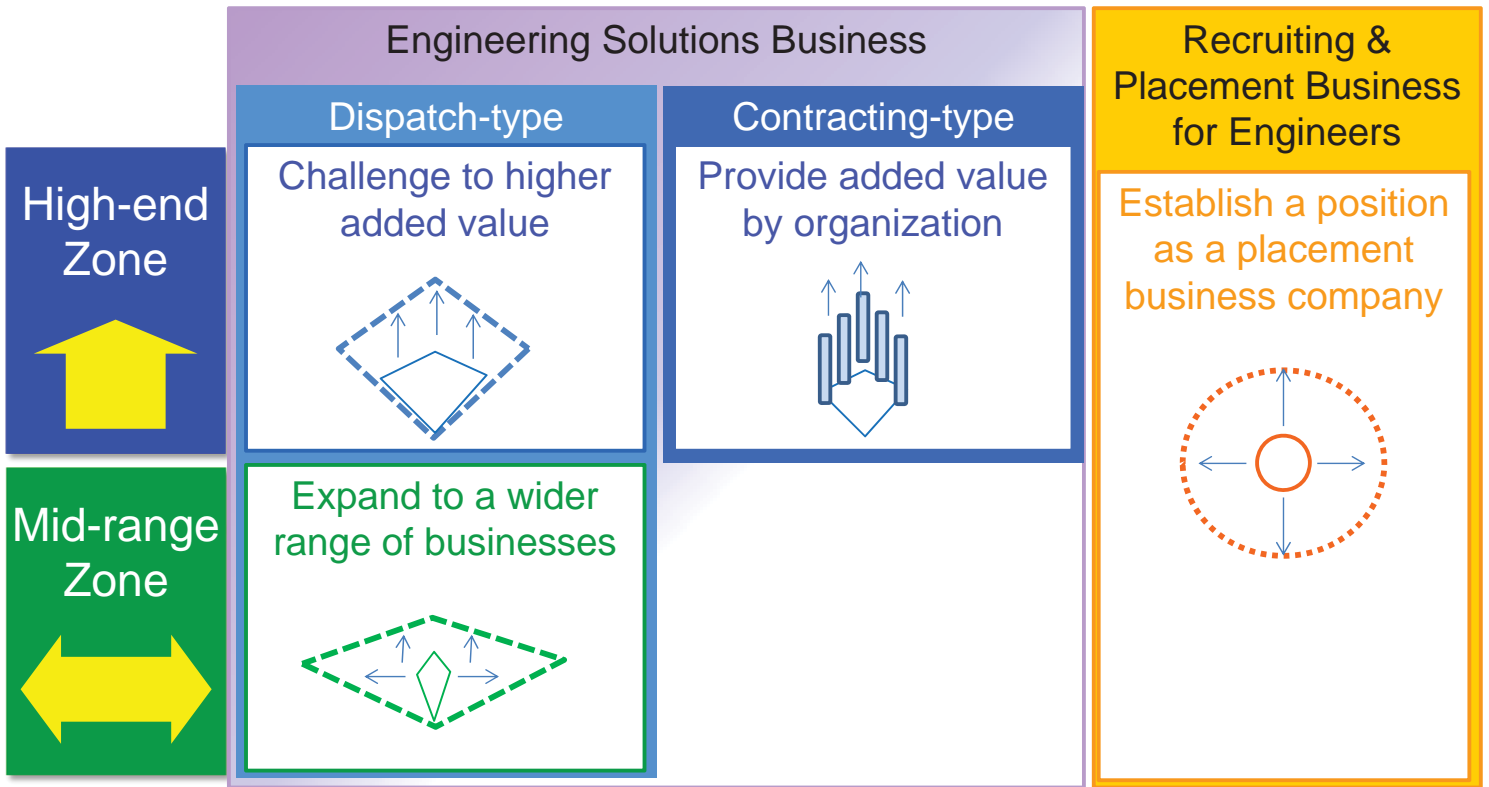 Engineering Solutions Business
Recruiting &
Placement Business
for Engineers
Dispatch-type
Contracting-type
High-end
Zone
Challenge to higher
added value
Provide added value
by organization
Establish a position
as a placement
business company
Mid-range
Zone
Expand to a wider
range of businesses